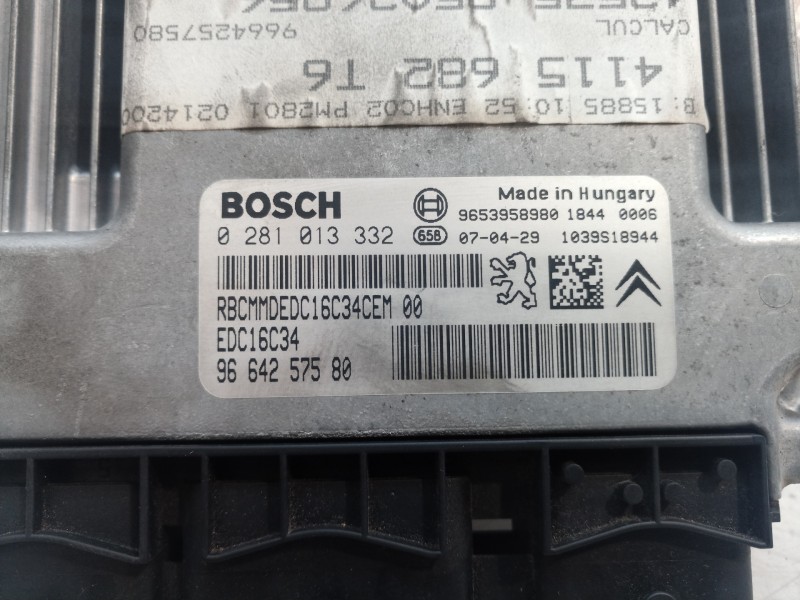 CALCUL 9664257580
4115 682 T6
B:15885 10:52 ENHC02 PM2801 0214200
BOSCH
Made in Hungary
9653958980 1844 0006
0 281 013 332 658 07-04-29 1039S18944
RBCMMDEDC16C34CEM 00
EDC16C34
96 642 575 80